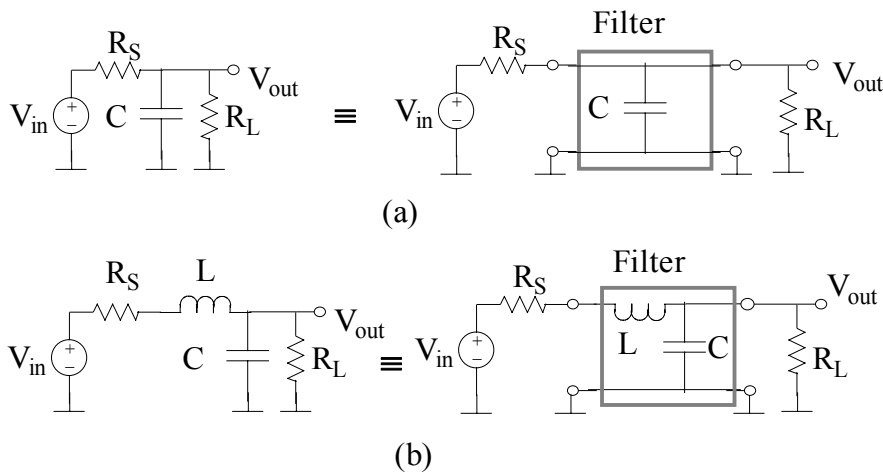 Filter
R_S
R_S
V_out
V_out
V_in
C
R_L
≡
V_in
C
R_L
(a)
Filter
R_S
L
R_S
V_out
V_out
V_in
C
R_L
≡
V_in
L
C
R_L
(b)